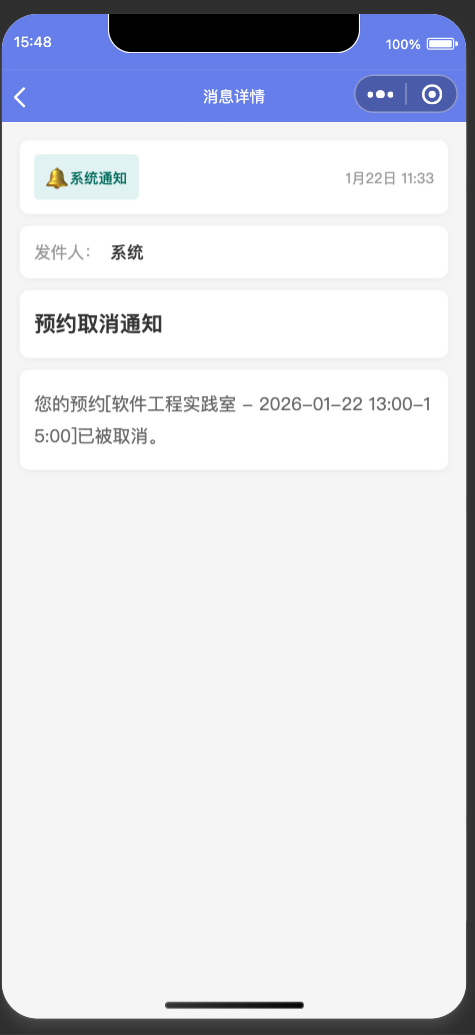 15:48
100%
消息详情
系统通知
1月22日 11:33
发件人： 系统
预约取消通知
您的预约[软件工程实践室 - 2026-01-22 13:00-1
5:00]已被取消。